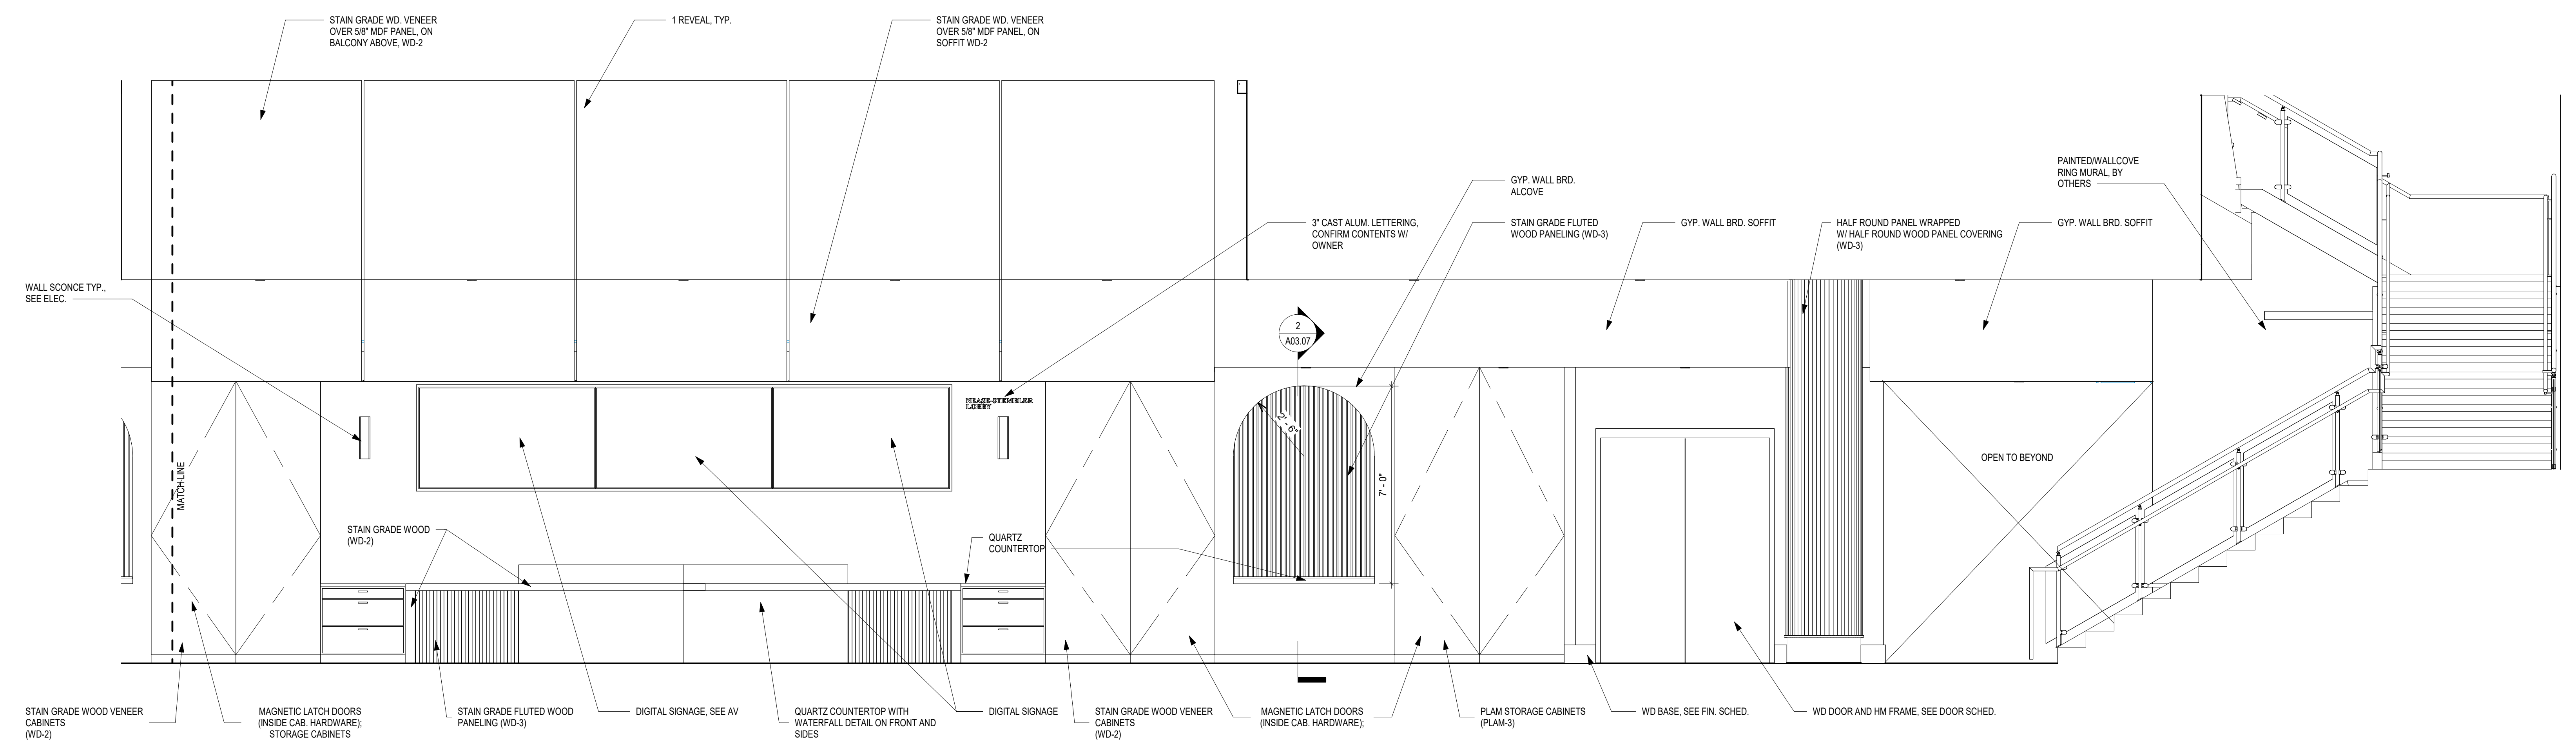 STAIN GRADE WD. VENEER
OVER 5/8" MDF PANEL, ON
BALCONY ABOVE, WD-2
1 REVEAL, TYP.
STAIN GRADE WD. VENEER
OVER 5/8" MDF PANEL, ON
SOFFIT WD-2
PAINTED/WALLCOVE
RING MURAL, BY
OTHERS
GYP. WALL BRD.
ALCOVE
3" CAST ALUM. LETTERING,
CONFIRM CONTENTS W/
OWNER
STAIN GRADE FLUTED
WOOD PANELING (WD-3)
GYP. WALL BRD. SOFFIT
HALF ROUND PANEL WRAPPED
W/ HALF ROUND WOOD PANEL COVERING
(WD-3)
GYP. WALL BRD. SOFFIT
WALL SCONCE TYP.,
SEE ELEC.
2
A03.07
NEASE-STEMBLER
LOBBY
2' - 6"
7' - 0"
OPEN TO BEYOND
MATCH LINE
STAIN GRADE WOOD
(WD-2)
QUARTZ
COUNTERTOP
STAIN GRADE WOOD VENEER
CABINETS
(WD-2)
MAGNETIC LATCH DOORS
(INSIDE CAB. HARDWARE);
STORAGE CABINETS
STAIN GRADE FLUTED WOOD
PANELING (WD-3)
DIGITAL SIGNAGE, SEE AV
QUARTZ COUNTERTOP WITH
WATERFALL DETAIL ON FRONT AND
SIDES
DIGITAL SIGNAGE
STAIN GRADE WOOD VENEER
CABINETS
(WD-2)
MAGNETIC LATCH DOORS
(INSIDE CAB. HARDWARE);
PLAM STORAGE CABINETS
(PLAM-3)
WD BASE, SEE FIN. SCHED.
WD DOOR AND HM FRAME, SEE DOOR SCHED.